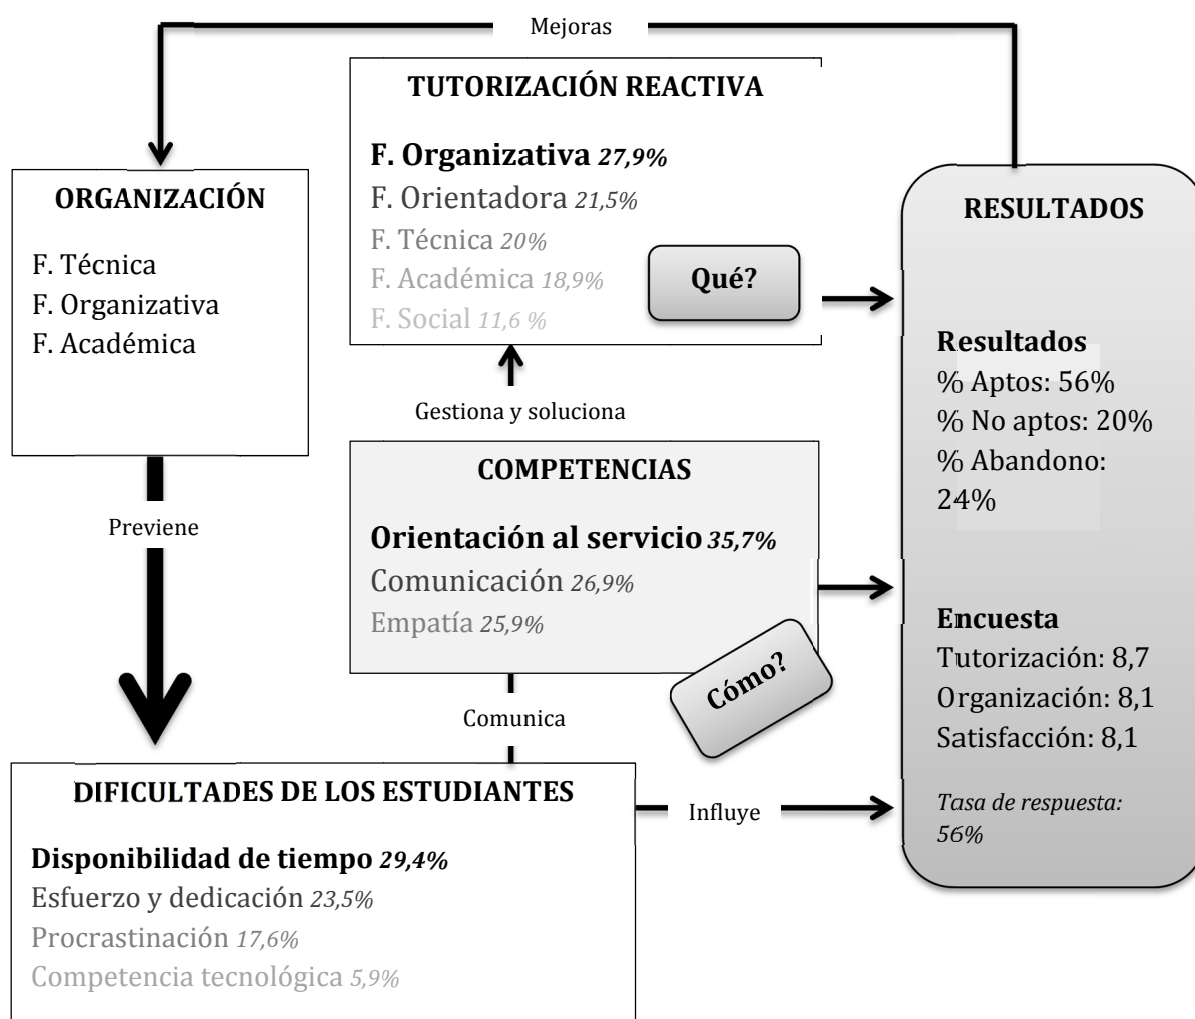 Mejoras
TUTORIZACIÓN REACTIVA
F. Organizativa 27,9%
F. Orientadora 21,5%
F. Técnica 20%
F. Académica 18,9%
F. Social 11,6 %
Qué?
ORGANIZACIÓN
F. Técnica
F. Organizativa
F. Académica
Gestiona y soluciona
COMPETENCIAS
Orientación al servicio 35,7%
Comunicación 26,9%
Empatía 25,9%
Cómo?
Previene
Comunica
DIFICULTADES DE LOS ESTUDIANTES
Disponibilidad de tiempo 29,4%
Esfuerzo y dedicación 23,5%
Procrastinación 17,6%
Competencia tecnológica 5,9%
Influye
RESULTADOS
Resultados
% Aptos: 56%
% No aptos: 20%
% Abandono:
24%
Encuesta
Tutorización: 8,7
Organización: 8,1
Satisfacción: 8,1
Tasa de respuesta:
56%